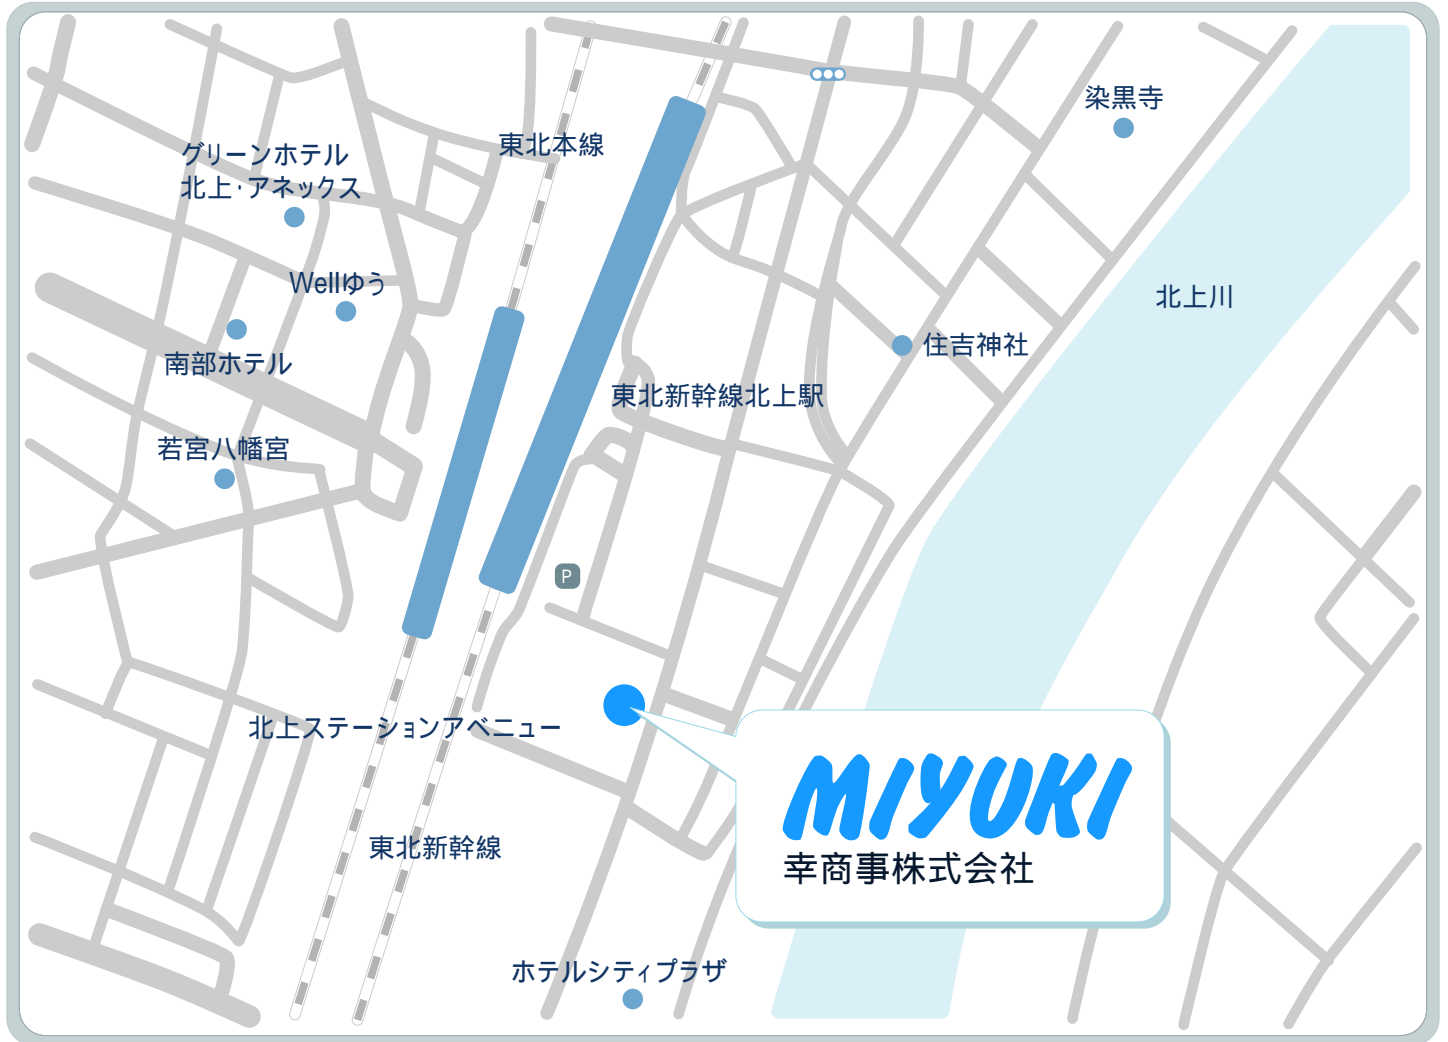 染黒寺
東北本線
グリーンホテル
北上・アネックス
Wellゆう
北上川
南部ホテル
住吉神社
東北新幹線北上駅
若宮八幡宮
P
北上ステーションアベニュー
MIYUKI
幸商事株式会社
東北新幹線
ホテルシティプラザ